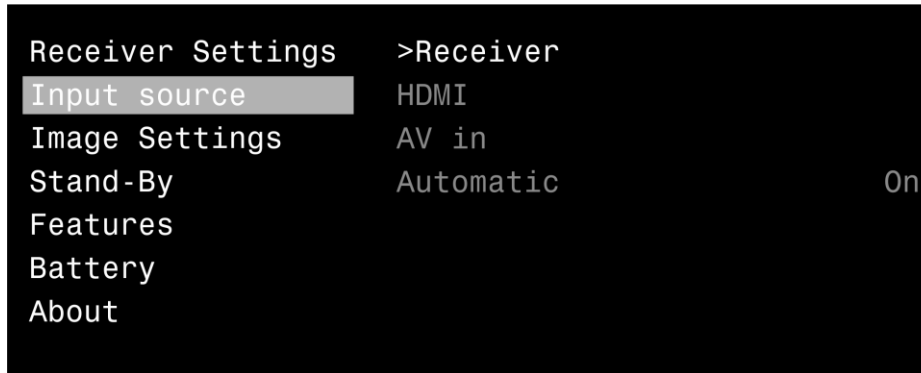 Receiver Settings >Receiver
Input source HDMI
Image Settings AV in
Stand-By Automatic On
Features
Battery
About